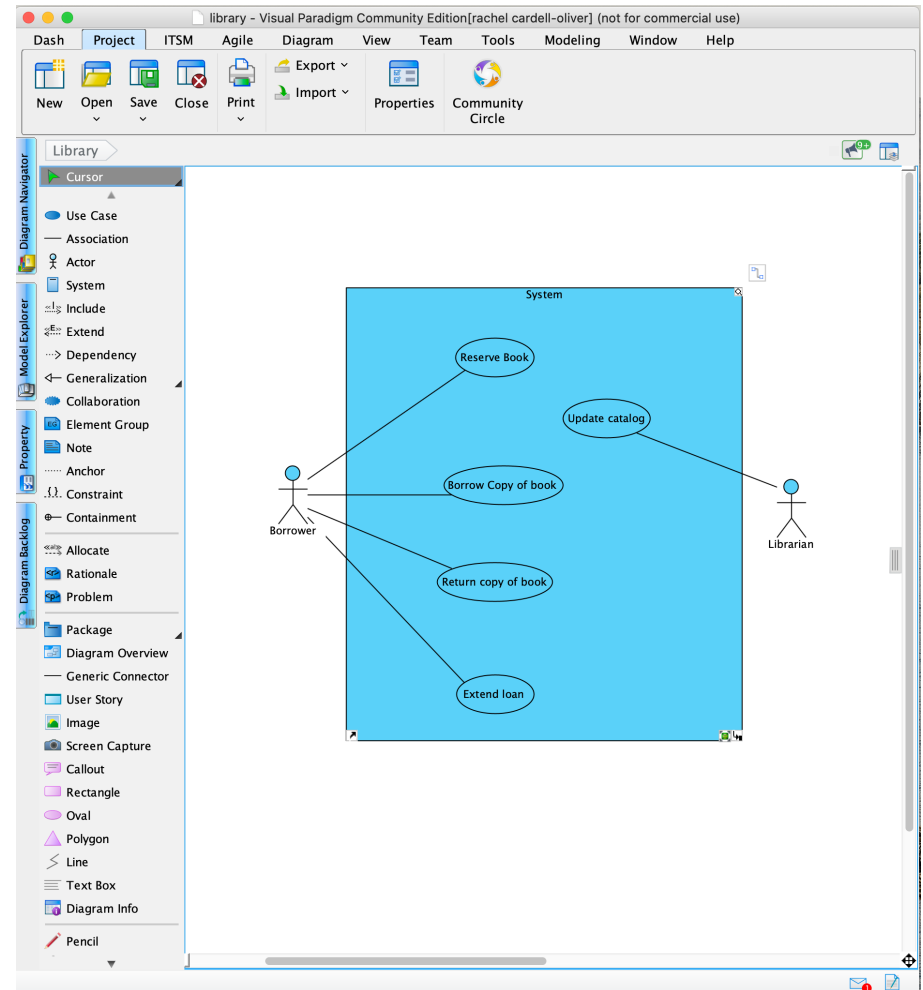 library - Visual Paradigm Community Edition[rachel cardell-oliver] (not for commercial use)
Dash Project ITSM Agile Diagram View Team Tools Modeling Window Help
Export
Import
New Open Save Close Print Properties Community
Circle
Library
9+
Diagram Navigator
Model Explorer
Property
Diagram Backlog
Cursor
Use Case
Association
Actor
System
Include
Extend
Dependency
Generalization
Collaboration
Element Group
Note
Anchor
Constraint
Containment
Allocate
Rationale
Problem
Package
Diagram Overview
Generic Connector
User Story
Image
Screen Capture
Callout
Rectangle
Oval
Polygon
Line
Text Box
Diagram Info
Pencil
System
Reserve Book
Update catalog
Borrow Copy of book
Borrower
Librarian
Return copy of book
Extend loan